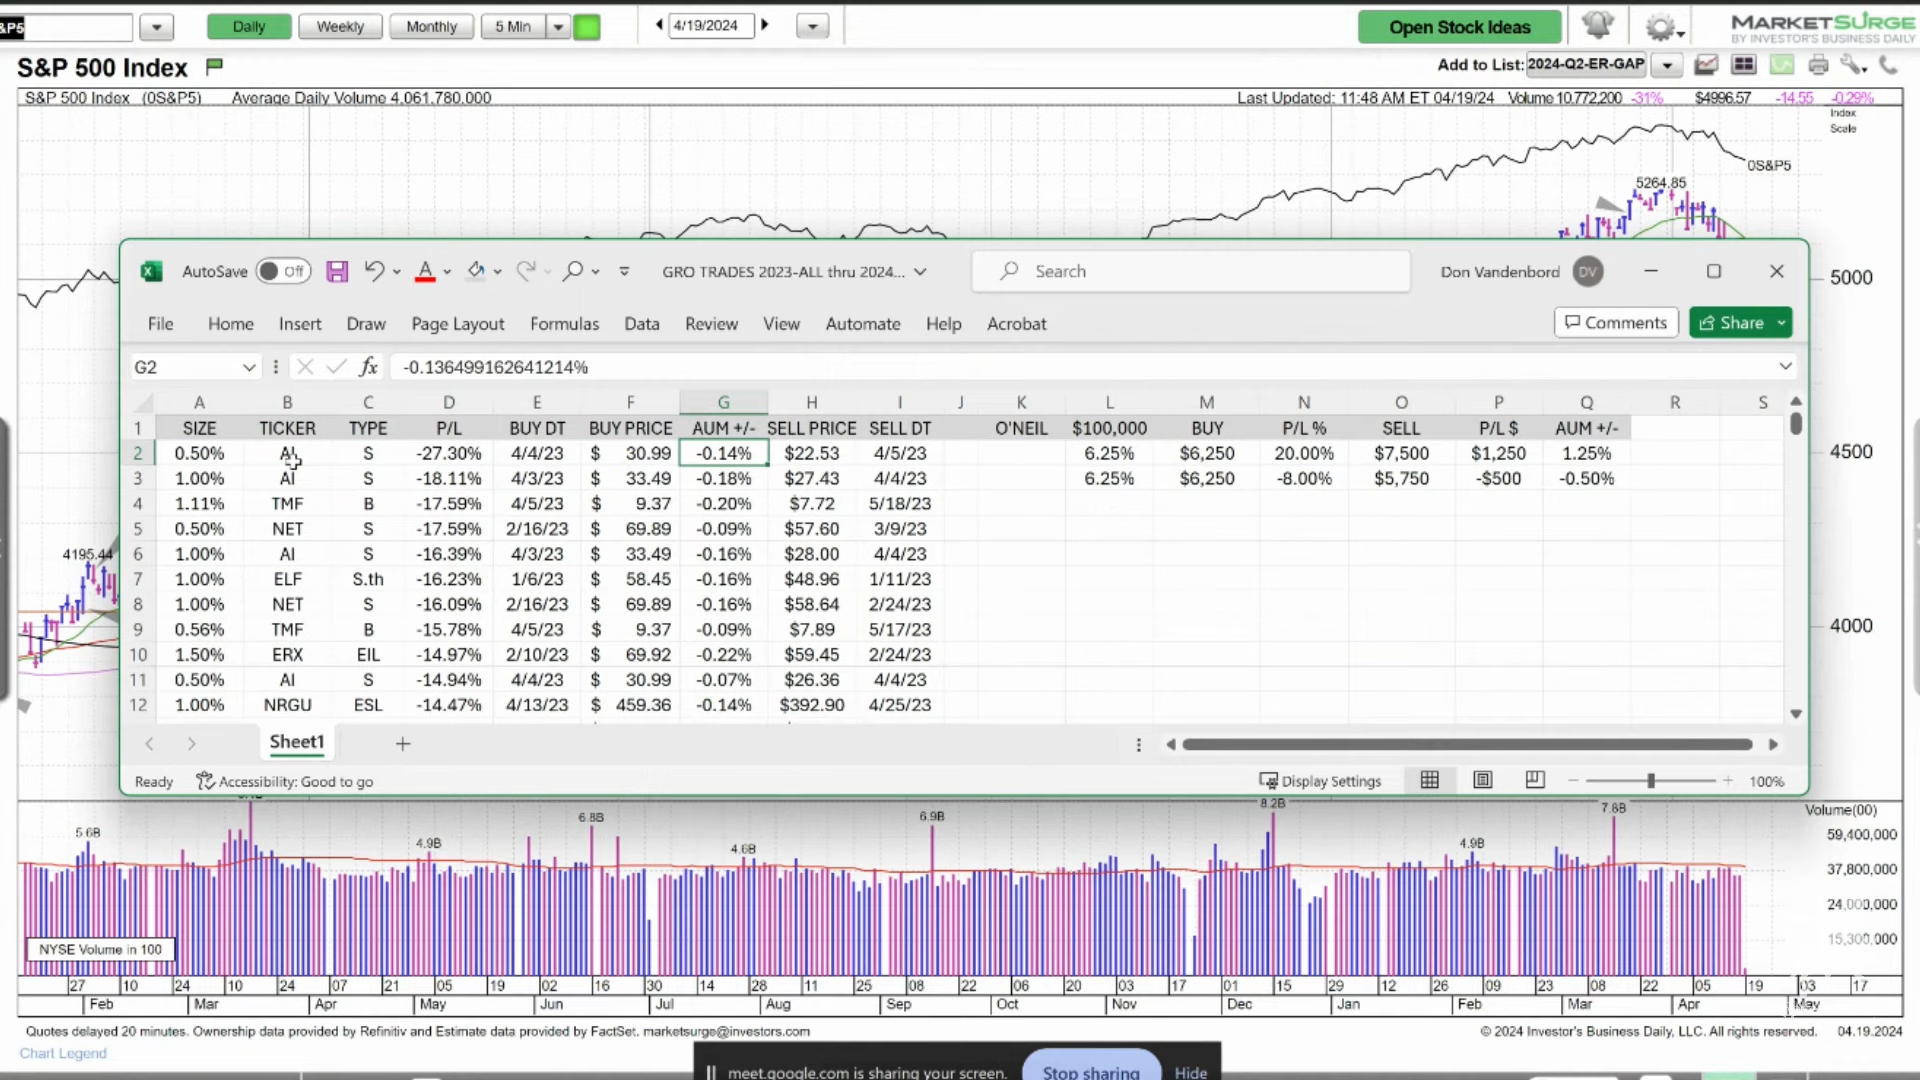 &P5
Daily Weekly Monthly 5 Min 4/19/2024 Open Stock Ideas MARKETSURGE
BY INVESTOR'S BUSINESS DAILY
S&P 500 Index Add to List: 2024-Q2-ER-GAP
S&P 500 Index (0S&P5) Average Daily Volume 4,061,780,000 Last Updated: 11:48 AM ET 04/19/24 Volume 10,772,200 -31% $4996.57 -14.55 -0.29%
Index
Scale
0S&P5
5264.85
5000
AutoSave Off GRO TRADES 2023-ALL thru 2024... Search Don Vandenbord DV
File Home Insert Draw Page Layout Formulas Data Review View Automate Help Acrobat Comments Share
G2 fx -0.136499162641214%
A B C D E F G H I J K L M N O P Q R S
1 SIZE TICKER TYPE P/L BUY DT BUY PRICE AUM +/- SELL PRICE SELL DT O'NEIL $100,000 BUY P/L % SELL P/L $ AUM +/-
2 0.50% AI S -27.30% 4/4/23 $ 30.99 -0.14% $22.53 4/5/23 6.25% $6,250 20.00% $7,500 $1,250 1.25%
3 1.00% AI S -18.11% 4/3/23 $ 33.49 -0.18% $27.43 4/4/23 6.25% $6,250 -8.00% $5,750 -$500 -0.50%
4 1.11% TMF B -17.59% 4/5/23 $ 9.37 -0.20% $7.72 5/18/23
5 0.50% NET S -17.59% 2/16/23 $ 69.89 -0.09% $57.60 3/9/23
6 1.00% AI S -16.39% 4/3/23 $ 33.49 -0.16% $28.00 4/4/23
7 1.00% ELF S.th -16.23% 1/6/23 $ 58.45 -0.16% $48.96 1/11/23
8 1.00% NET S -16.09% 2/16/23 $ 69.89 -0.16% $58.64 2/24/23
9 0.56% TMF B -15.78% 4/5/23 $ 9.37 -0.09% $7.89 5/17/23
10 1.50% ERX EIL -14.97% 2/10/23 $ 69.92 -0.22% $59.45 2/24/23
11 0.50% AI S -14.94% 4/4/23 $ 30.99 -0.07% $26.36 4/4/23
12 1.00% NRGU ESL -14.47% 4/13/23 $ 459.36 -0.14% $392.90 4/25/23
4500
4195.44
4000
Sheet1
Ready Accessibility: Good to go Display Settings 100%
5.6B 4.9B 6.8B 4.6B 6.9B 8.2B 4.9B 7.8B Volume(00)
59,400,000
37,800,000
24,000,000
15,300,000
NYSE Volume in 100
27 10 24 10 24 07 21 05 19 02 16 30 14 28 11 25 08 22 06 20 03 17 01 15 29 12 26 09 23 08 22 05 19 03 17
Feb Mar Apr May Jun Jul Aug Sep Oct Nov Dec Jan Feb Mar Apr May
Quotes delayed 20 minutes. Ownership data provided by Refinitiv and Estimate data provided by FactSet. marketsurge@investors.com © 2024 Investor's Business Daily, LLC. All rights reserved. 04.19.2024
Chart Legend
meet.google.com is sharing your screen. Stop sharing Hide